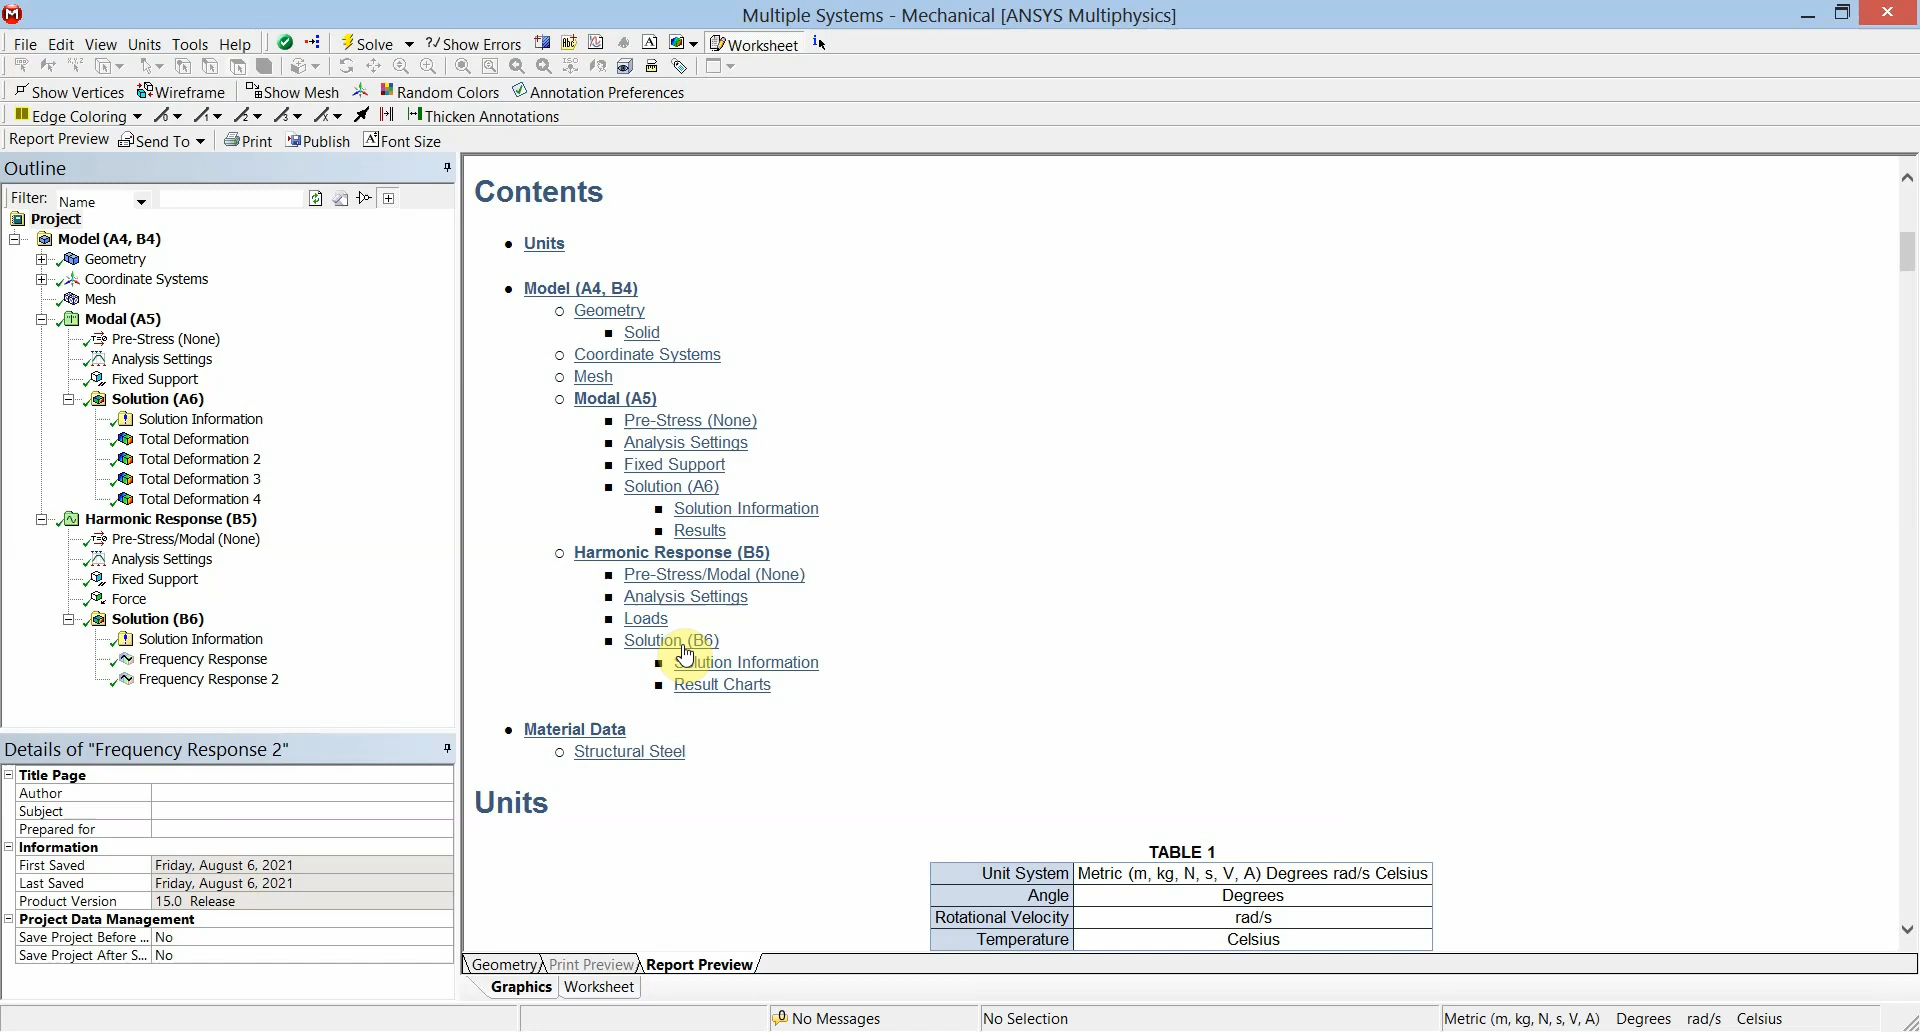 Multiple Systems - Mechanical [ANSYS Multiphysics]
File Edit View Units Tools Help Solve ?/Show Errors Worksheet
Show Vertices Wireframe Show Mesh Random Colors Annotation Preferences
Edge Coloring Thicken Annotations
Report Preview Send To Print Publish Font Size
Outline
Filter: Name
Project
Model (A4, B4)
Geometry
Coordinate Systems
Mesh
Modal (A5)
Pre-Stress (None)
Analysis Settings
Fixed Support
Solution (A6)
Solution Information
Total Deformation
Total Deformation 2
Total Deformation 3
Total Deformation 4
Harmonic Response (B5)
Pre-Stress/Modal (None)
Analysis Settings
Fixed Support
Force
Solution (B6)
Solution Information
Frequency Response
Frequency Response 2
Details of "Frequency Response 2"
Title Page
Author
Subject
Prepared for
Information
First Saved Friday, August 6, 2021
Last Saved Friday, August 6, 2021
Product Version 15.0 Release
Project Data Management
Save Project Before ... No
Save Project After S... No
Contents
Units
Model (A4, B4)
Geometry
Solid
Coordinate Systems
Mesh
Modal (A5)
Pre-Stress (None)
Analysis Settings
Fixed Support
Solution (A6)
Solution Information
Results
Harmonic Response (B5)
Pre-Stress/Modal (None)
Analysis Settings
Loads
Solution (B6)
Solution Information
Result Charts
Material Data
Structural Steel
Units
TABLE 1
Unit System Metric (m, kg, N, s, V, A) Degrees rad/s Celsius
Angle Degrees
Rotational Velocity rad/s
Temperature Celsius
Geometry Print Preview Report Preview
Graphics Worksheet
0 No Messages No Selection Metric (m, kg, N, s, V, A) Degrees rad/s Celsius